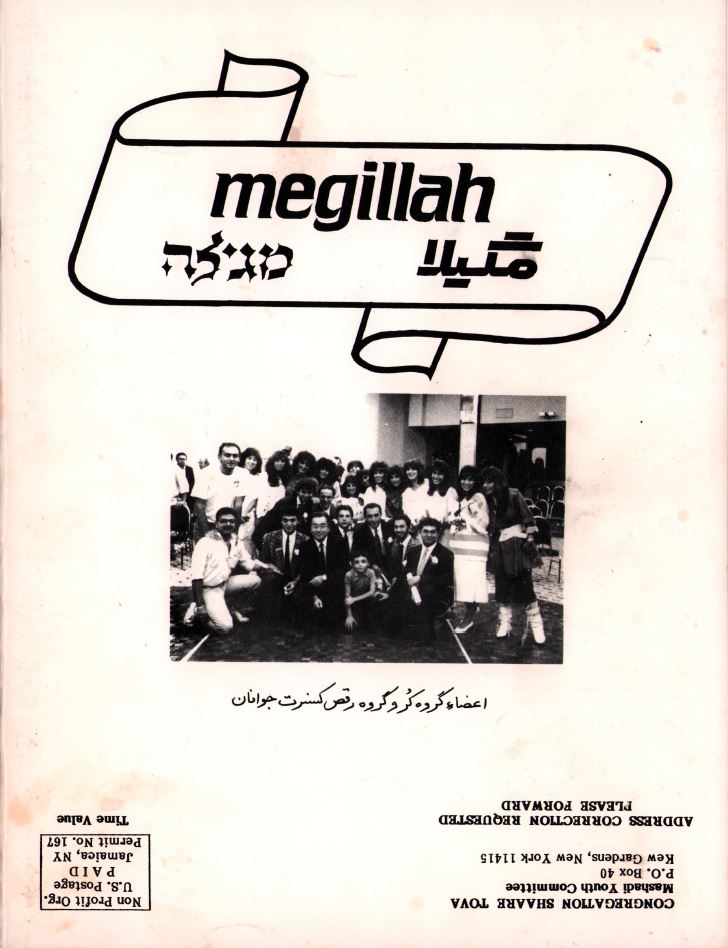 megillah
מגילה
مگیلا
اعضاء گروه کُر و گروه رقص کنسرت جوانان
CONGREGATION SHAARE TOVA
Mashadi Youth Committee
P.O. Box 40
Kew Gardens, New York 11415
ADDRESS CORRECTION REQUESTED
PLEASE FORWARD
Non Profit Org.
U.S. Postage
PAID
Jamaica, NY
Permit No. 167
Time Value